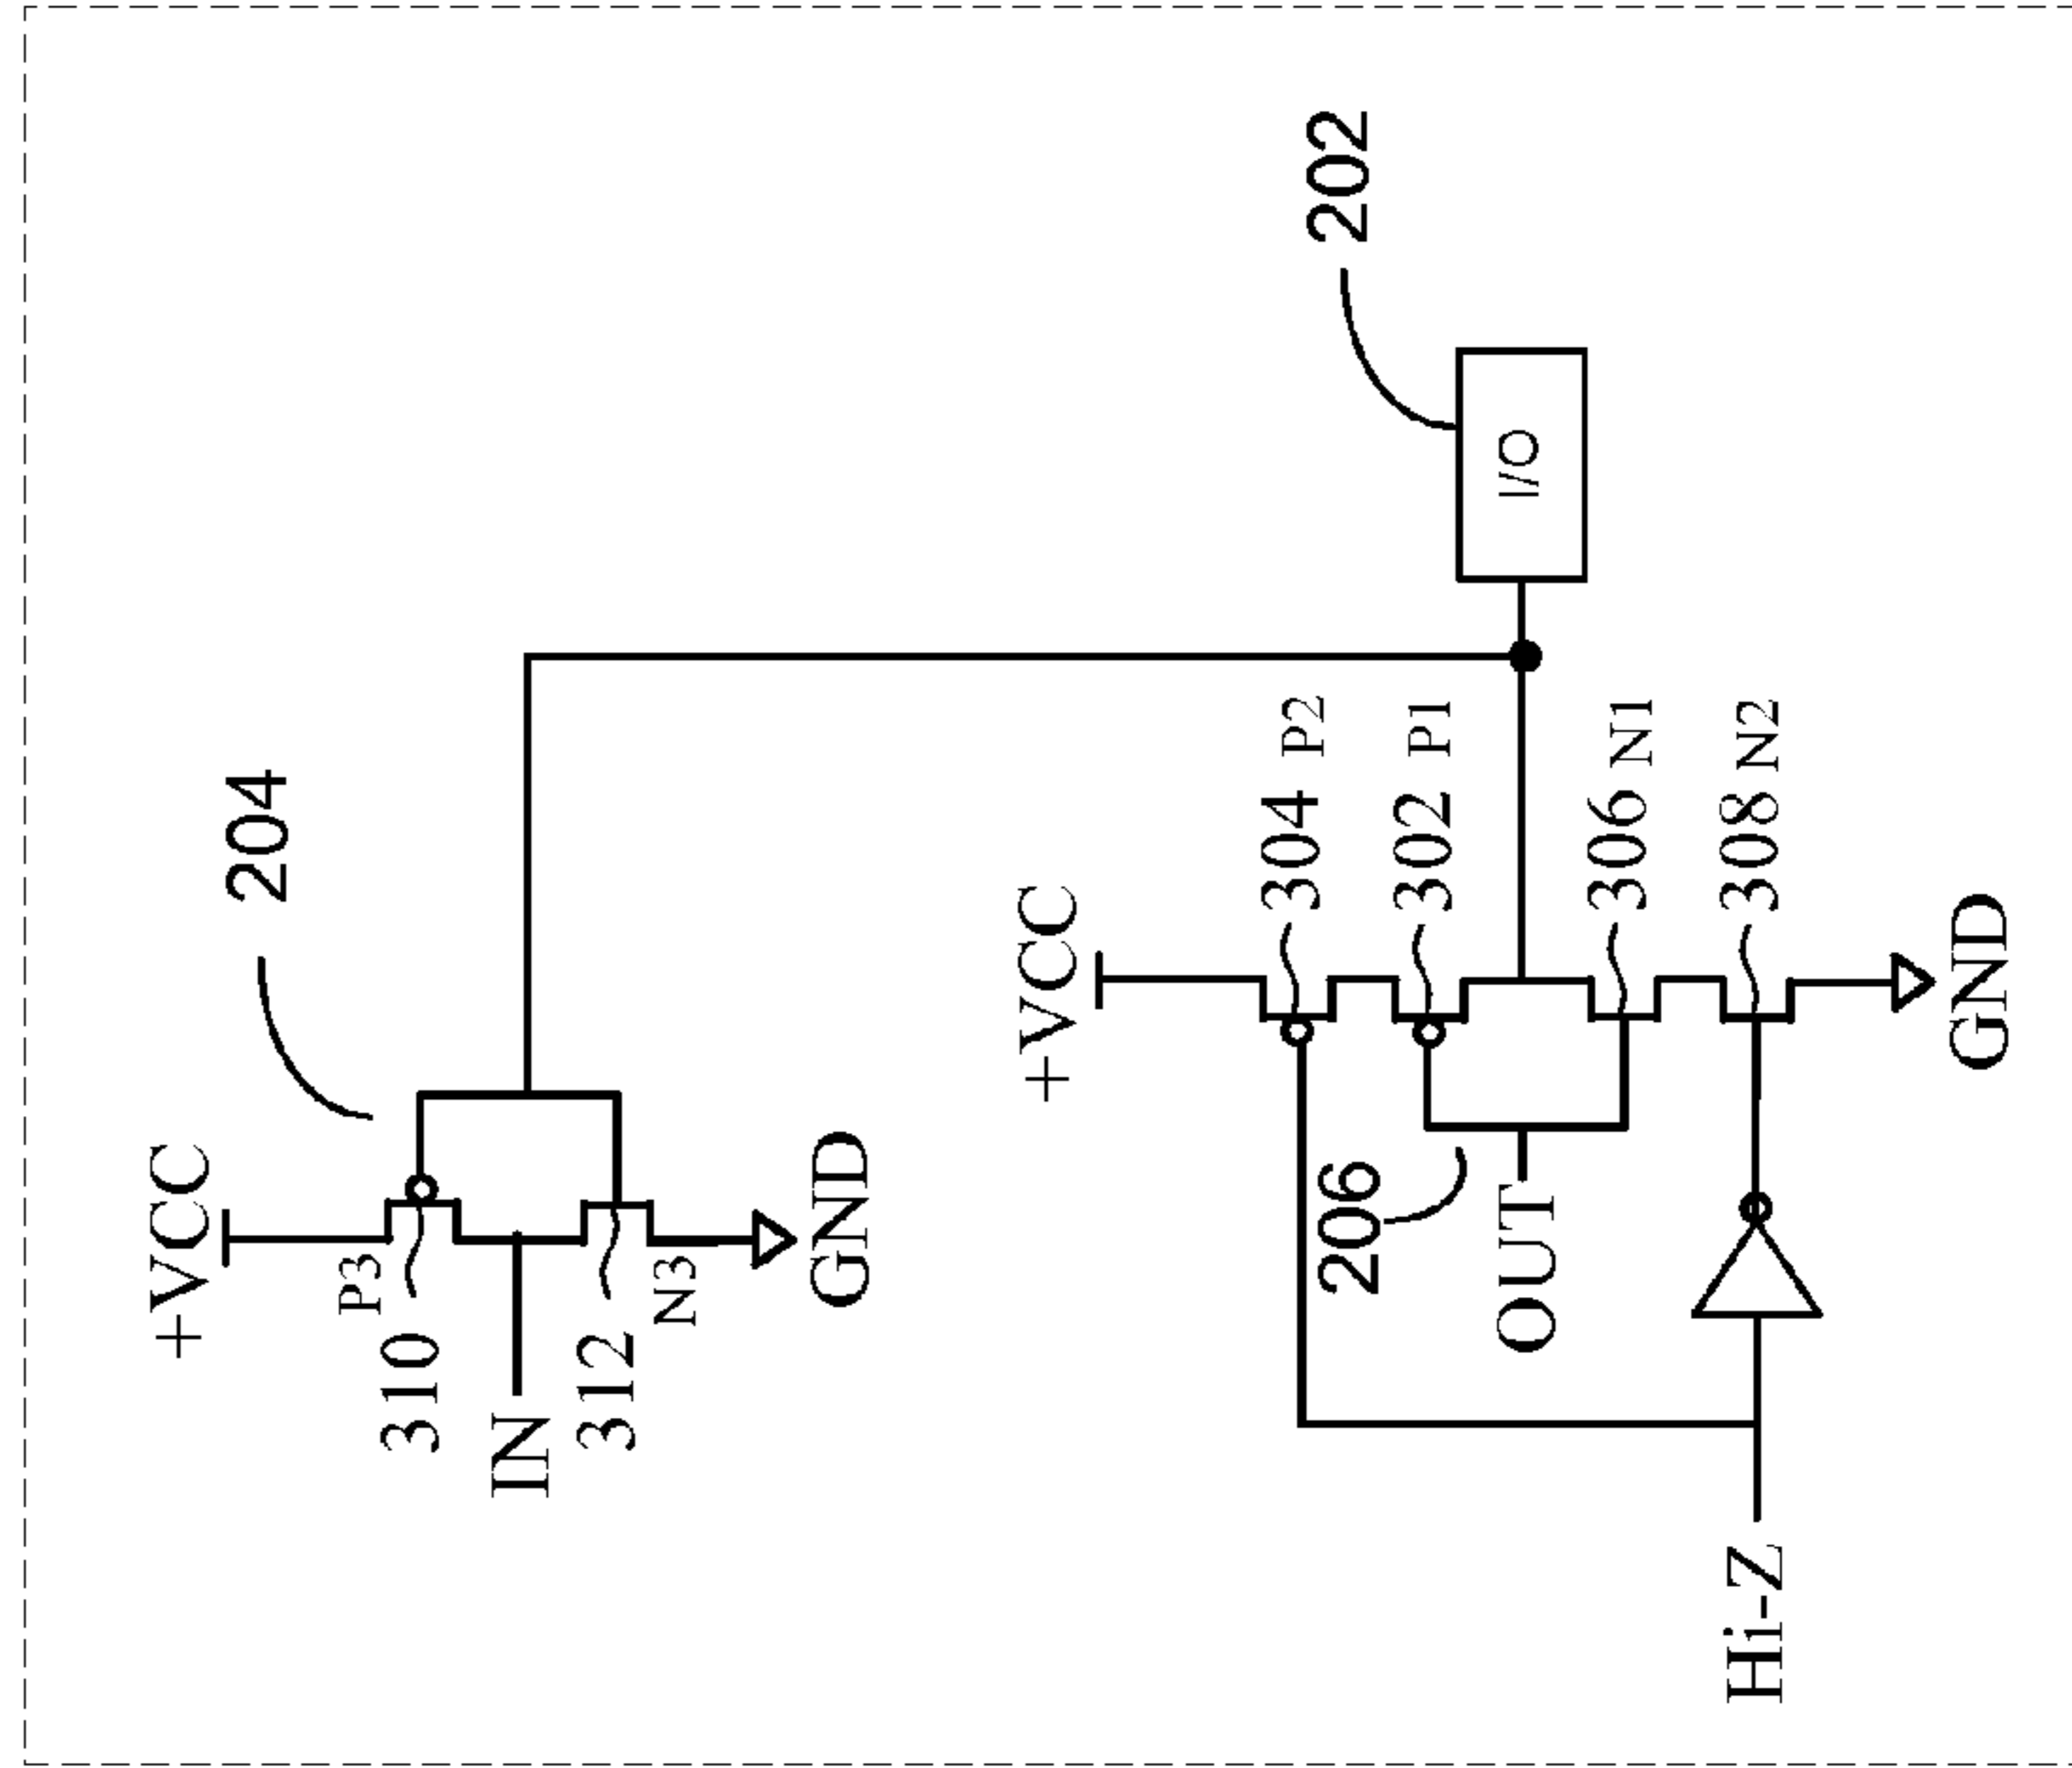 +VCC
204
P3
310
IN
312
N3
GND
202
I/O
+VCC
304 P2
302 P1
306 N1
308 N2
206
OUT
GND
Hi-Z